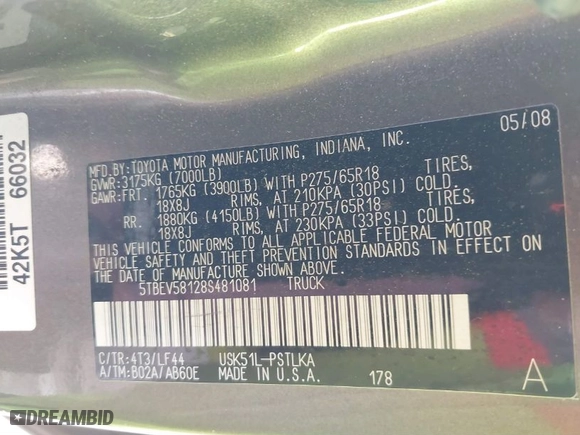 42K5T 66032
05/08
MFD.BY:TOYOTA MOTOR MANUFACTURING, INDIANA, INC.
GVWR:3175KG (7000LB)
GAWR:FRT. 1765KG (3900LB) WITH P275/65R18 TIRES,
18X8J RIMS, AT 210KPA (30PSI) COLD.
RR. 1880KG (4150LB) WITH P275/65R18 TIRES,
18X8J RIMS, AT 230KPA (33PSI) COLD.
THIS VEHICLE CONFORMS TO ALL APPLICABLE FEDERAL MOTOR
VEHICLE SAFETY AND THEFT PREVENTION STANDARDS IN EFFECT ON
THE DATE OF MANUFACTURE SHOWN ABOVE.
5TBEV58128S481081 TRUCK
C/TR:4T3/LF44 USK51L-PSTLKA
A/TM:B02A/AB60E MADE IN U.S.A. 178 A
DREAMBID